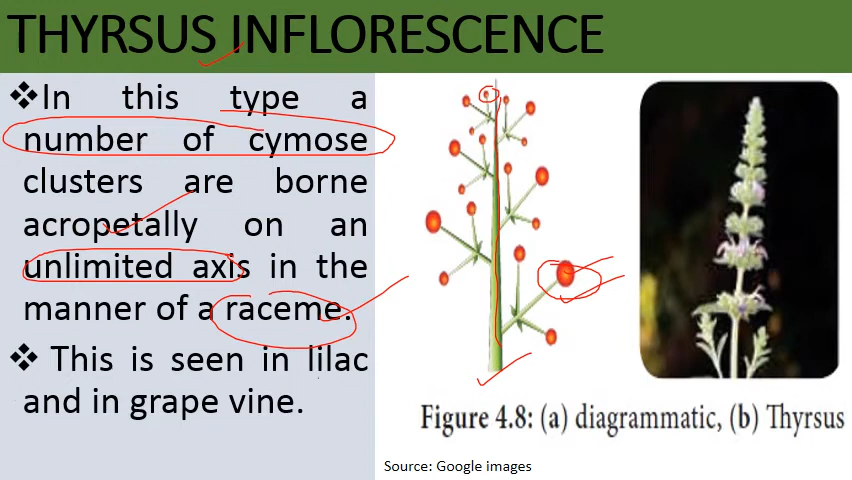 THYRSUS INFLORESCENCE
❖In this type a
number of cymose
clusters are borne
acropetally on an
unlimited axis in the
manner of a raceme.
❖ This is seen in lilac
and in grape vine.
Figure 4.8: (a) diagrammatic, (b) Thyrsus
Source: Google images